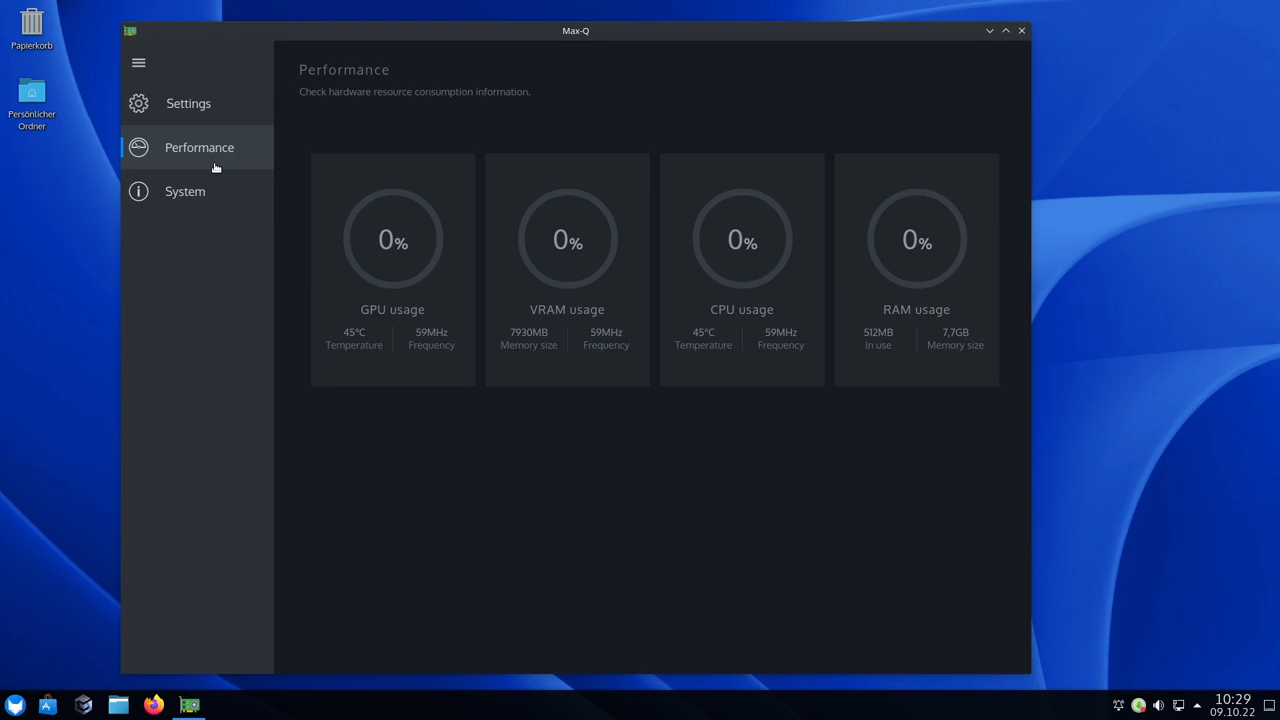 Papierkorb
Persönlicher
Ordner
Max-Q
Settings
Performance
System
Performance
Check hardware resource consumption information.
0%
GPU usage
45°C
Temperature
59MHz
Frequency
0%
VRAM usage
7930MB
Memory size
59MHz
Frequency
0%
CPU usage
45°C
Temperature
59MHz
Frequency
0%
RAM usage
512MB
In use
7,7GB
Memory size
10:29
09.10.22